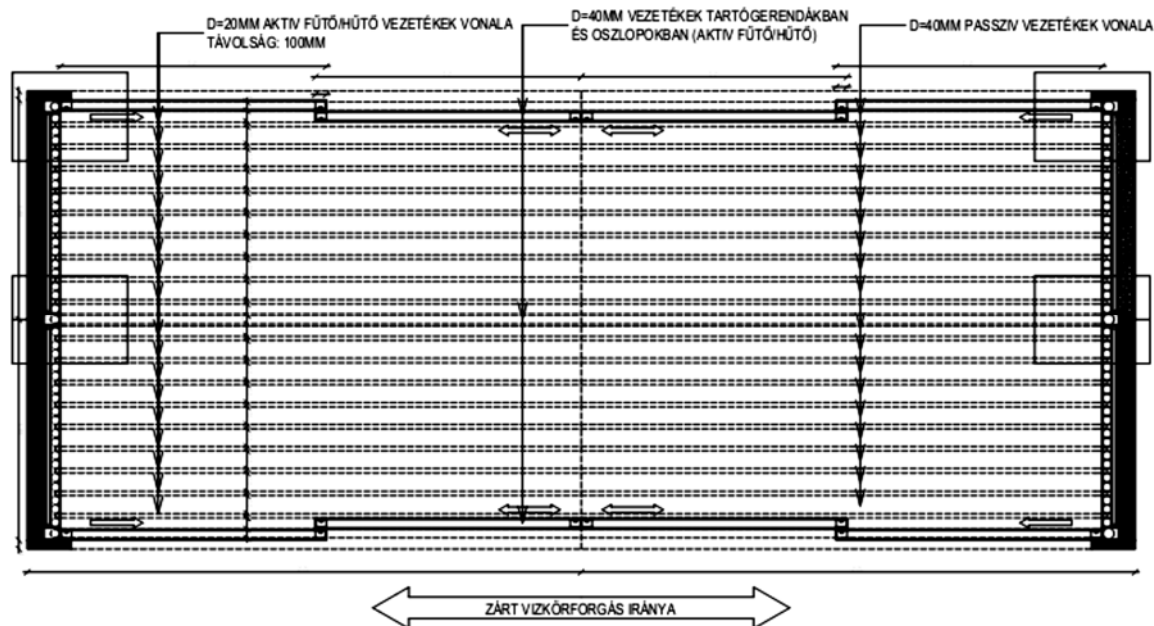 D=20MM AKTIV FŰTŐ/HŰTŐ VEZETÉKEK VONALA
TÁVOLSÁG: 100MM
D=40MM VEZETÉKEK TARTÓGERENDÁKBAN
ÉS OSZLOPOKBAN (AKTIV FŰTŐ/HŰTŐ)
D=40MM PASSZIV VEZETÉKEK VONALA
ZÁRT VIZKÖRFORGÁS IRÁNYA